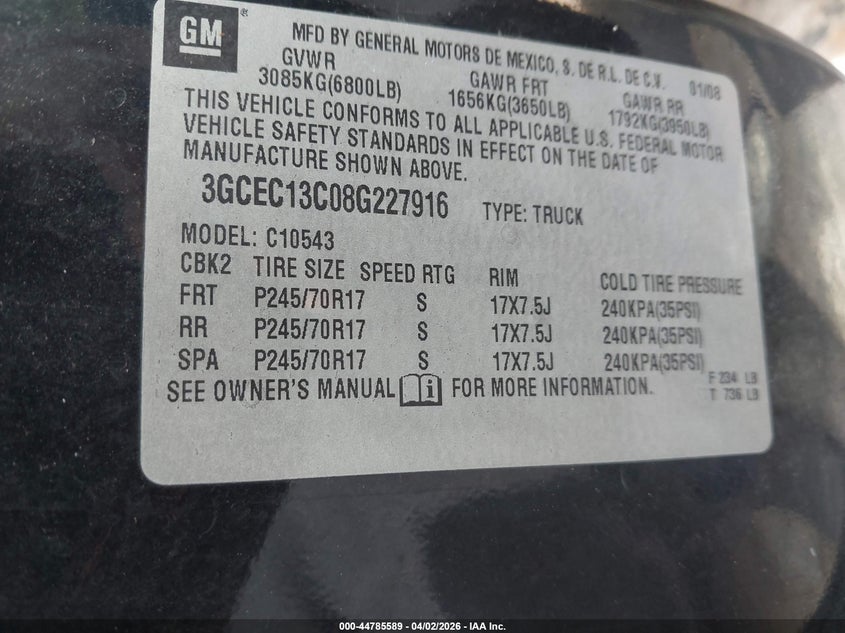 GM ®
MFD BY GENERAL MOTORS DE MEXICO, S. DE R.L. DE C.V. 01/08
GVWR GAWR FRT GAWR RR
3085KG(6800LB) 1656KG(3650LB) 1792KG(3950LB)
THIS VEHICLE CONFORMS TO ALL APPLICABLE U.S. FEDERAL MOTOR
VEHICLE SAFETY STANDARDS IN EFFECT ON THE DATE OF
MANUFACTURE SHOWN ABOVE.
3GCEC13C08G227916 TYPE: TRUCK
MODEL: C10543
CBK2 TIRE SIZE SPEED RTG RIM COLD TIRE PRESSURE
FRT P245/70R17 S 17X7.5J 240KPA(35PSI)
RR P245/70R17 S 17X7.5J 240KPA(35PSI)
SPA P245/70R17 S 17X7.5J 240KPA(35PSI)
SEE OWNER'S MANUAL i FOR MORE INFORMATION.
F 234 LB
T 736 LB
000-44785589 - 04/02/2026 - IAA Inc.